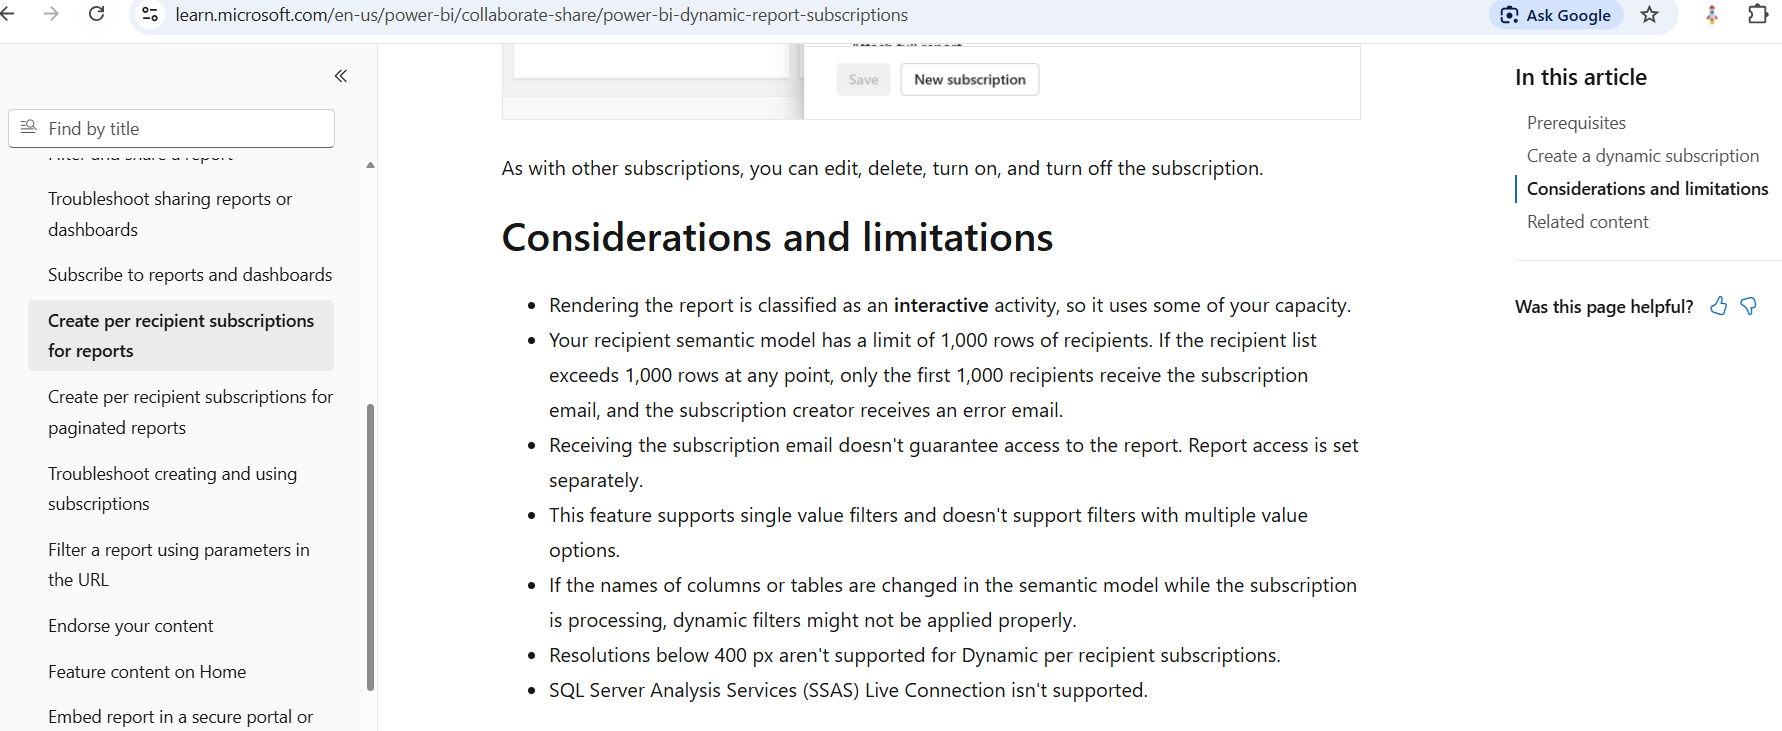 learn.microsoft.com/en-us/power-bi/collaborate-share/power-bi-dynamic-report-subscriptions
Ask Google
Find by title
Filter and share a report
Troubleshoot sharing reports or
dashboards
Subscribe to reports and dashboards
Create per recipient subscriptions
for reports
Create per recipient subscriptions for
paginated reports
Troubleshoot creating and using
subscriptions
Filter a report using parameters in
the URL
Endorse your content
Feature content on Home
Embed report in a secure portal or
Attach full report
Save
New subscription
As with other subscriptions, you can edit, delete, turn on, and turn off the subscription.
Considerations and limitations
• Rendering the report is classified as an interactive activity, so it uses some of your capacity.
• Your recipient semantic model has a limit of 1,000 rows of recipients. If the recipient list
exceeds 1,000 rows at any point, only the first 1,000 recipients receive the subscription
email, and the subscription creator receives an error email.
• Receiving the subscription email doesn't guarantee access to the report. Report access is set
separately.
• This feature supports single value filters and doesn't support filters with multiple value
options.
• If the names of columns or tables are changed in the semantic model while the subscription
is processing, dynamic filters might not be applied properly.
• Resolutions below 400 px aren't supported for Dynamic per recipient subscriptions.
• SQL Server Analysis Services (SSAS) Live Connection isn't supported.
In this article
Prerequisites
Create a dynamic subscription
Considerations and limitations
Related content
Was this page helpful?